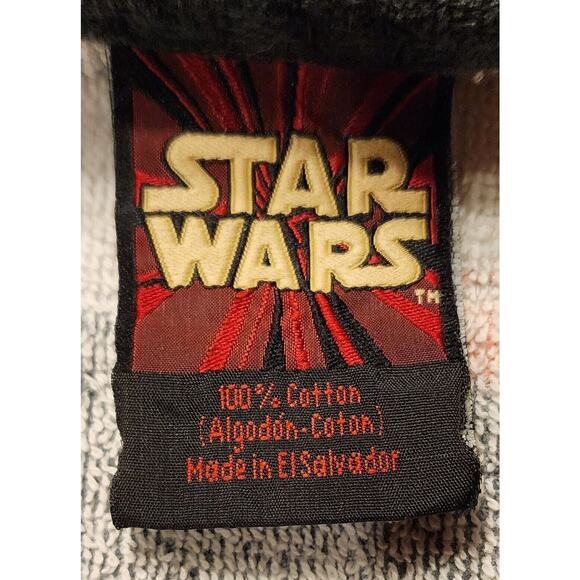 STAR
WARS
TM
100% Cotton
(Algodón-Coton)
Made in El Salvador